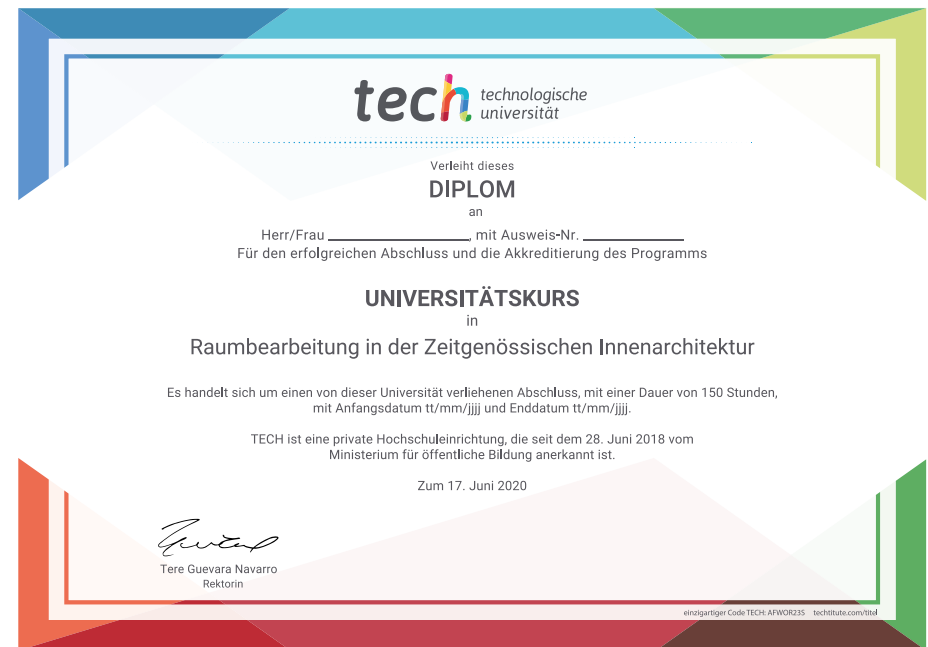 tech technologische
universität
Verleiht dieses
DIPLOM
an
Herr/Frau ____________, mit Ausweis-Nr. ____________
Für den erfolgreichen Abschluss und die Akkreditierung des Programms
UNIVERSITÄTSKURS
in
Raumbearbeitung in der Zeitgenössischen Innenarchitektur
Es handelt sich um einen von dieser Universität verliehenen Abschluss, mit einer Dauer von 150 Stunden,
mit Anfangsdatum tt/mm/jjjj und Enddatum tt/mm/jjjj.
TECH ist eine private Hochschuleinrichtung, die seit dem 28. Juni 2018 vom
Ministerium für öffentliche Bildung anerkannt ist.
Zum 17. Juni 2020
Tere Guevara Navarro
Rektorin
einzigartiger Code TECH: AFWOR23S techtitute.com/titel